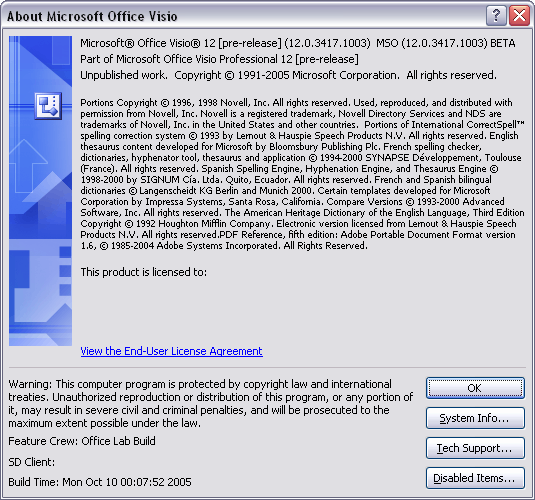 About Microsoft Office Visio
Microsoft® Office Visio® 12 [pre-release] (12.0.3417.1003)  MSO (12.0.3417.1003) BETA
Part of Microsoft Office Visio Professional 12 [pre-release]
Unpublished work.  Copyright © 1991-2005 Microsoft Corporation.  All rights reserved.
Portions Copyright © 1996, 1998 Novell, Inc. All rights reserved. Used, reproduced, and distributed with
permission from Novell, Inc. Novell is a registered trademark, Novell Directory Services and NDS are
trademarks of Novell, Inc. in the United States and other countries.  Portions of International CorrectSpell™
spelling correction system © 1993 by Lernout & Hauspie Speech Products N.V. All rights reserved. English
thesaurus content developed for Microsoft by Bloomsbury Publishing Plc. French spelling checker,
dictionaries, hyphenator tool, thesaurus and application © 1994-2000 SYNAPSE Développement, Toulouse
(France). All rights reserved. Spanish Spelling Engine, Hyphenation Engine, and Thesaurus Engine ©
1998-2000 by SIGNUM Cía. Ltda. Quito, Ecuador. All rights reserved. French and Spanish bilingual
dictionaries © Langenscheidt KG Berlin and Munich 2000. Certain templates developed for Microsoft
Corporation by Impressa Systems, Santa Rosa, California. Compare Versions © 1993-2000 Advanced
Software, Inc. All rights reserved. The American Heritage Dictionary of the English Language, Third Edition
Copyright © 1992 Houghton Mifflin Company. Electronic version licensed from Lernout & Hauspie Speech
Products N.V. All rights reserved.PDF Reference, fifth edition: Adobe Portable Document Format version
1.6, © 1985-2004 Adobe Systems Incorporated. All Rights Reserved.
This product is licensed to:
View the End-User License Agreement
Warning: This computer program is protected by copyright law and international
treaties. Unauthorized reproduction or distribution of this program, or any portion of
it, may result in severe civil and criminal penalties, and will be prosecuted to the
maximum extent possible under the law.
Feature Crew: Office Lab Build
SD Client:
Build Time: Mon Oct 10 00:07:52 2005
OK
System Info...
Tech Support...
Disabled Items...